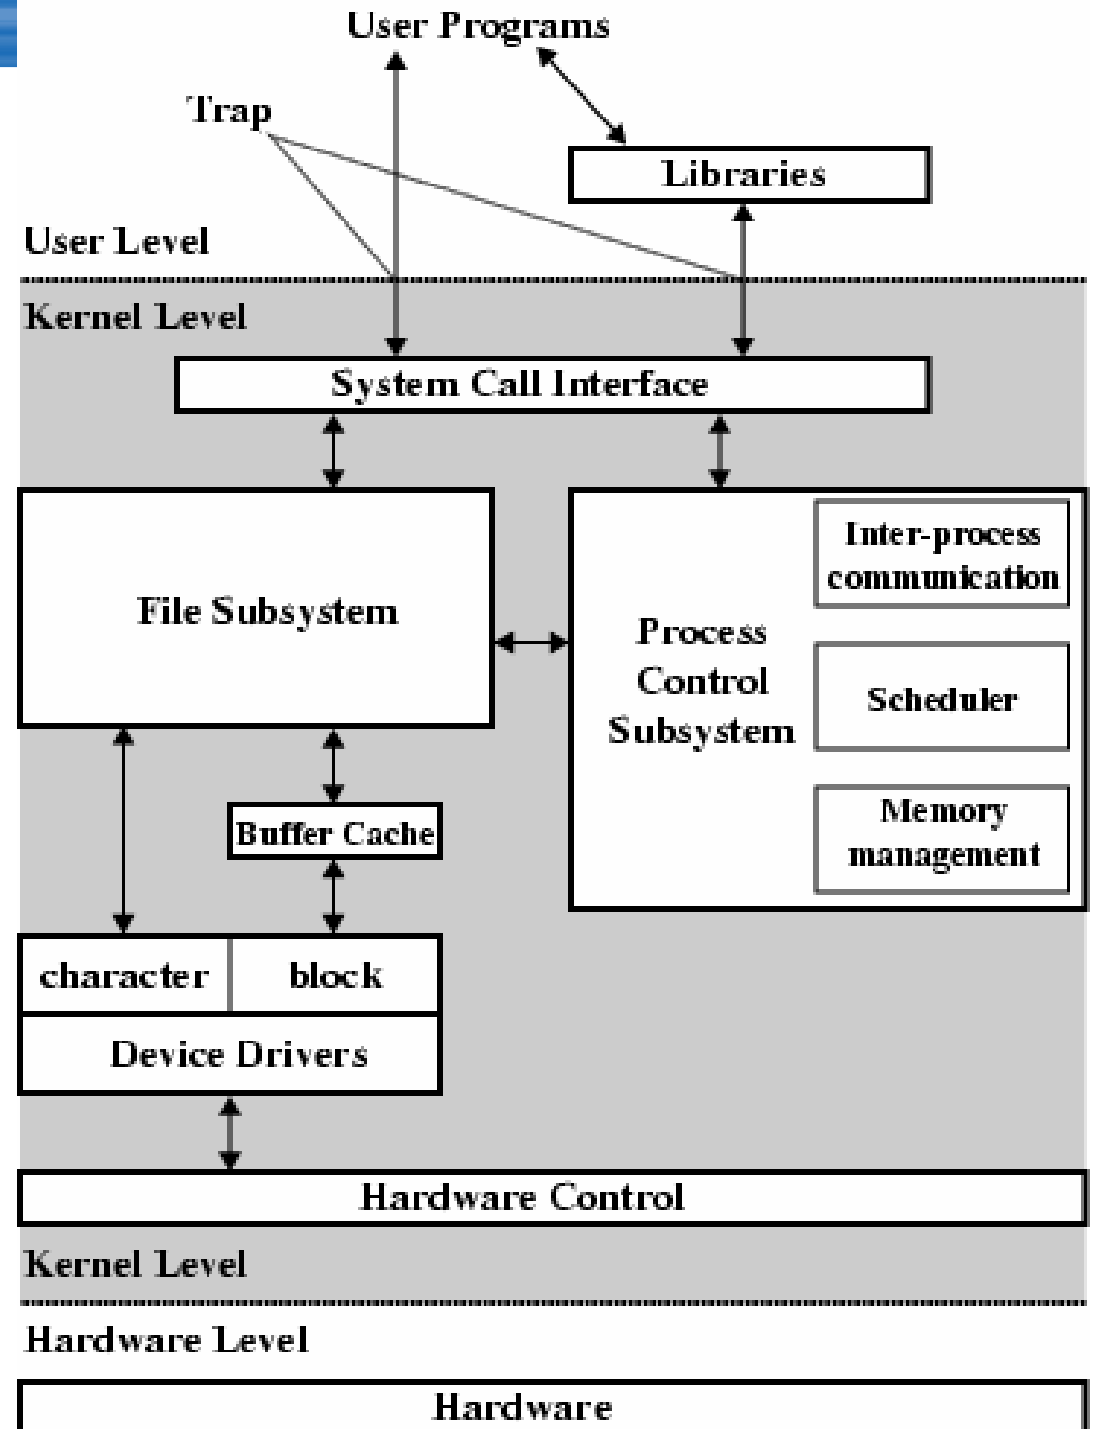 User Programs
Trap
Libraries
User Level
Kernel Level
System Call Interface
File Subsystem
Process
Control
Subsystem
Inter-process
communication
Scheduler
Memory
management
Buffer Cache
character
block
Device Drivers
Hardware Control
Kernel Level
Hardware Level
Hardware